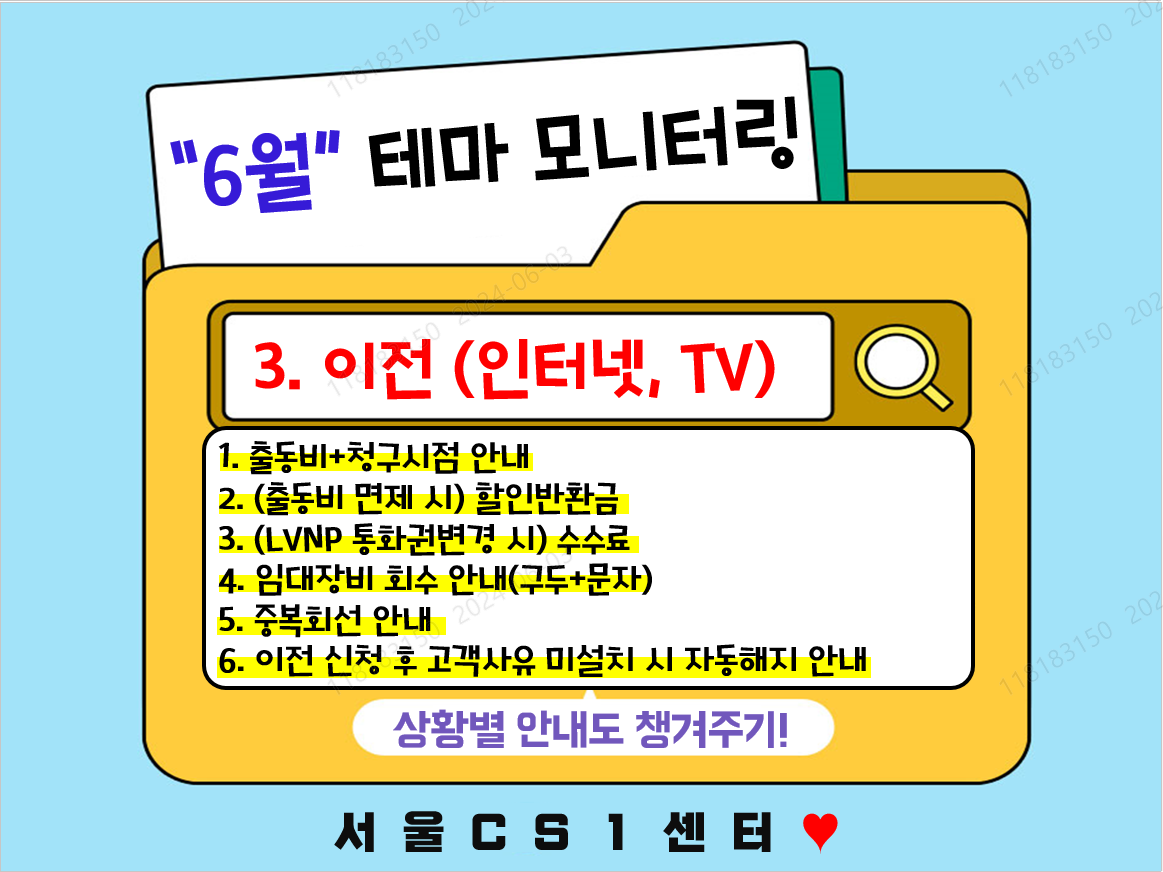 "6월" 테마 모니터링
3. 이전 (인터넷, TV)
1. 출동비+청구시점 안내
2. (출동비 면제 시) 할인반환금
3. (LVNP 통화권변경 시) 수수료
4. 임대장비 회수 안내(구두+문자)
5. 중복회선 안내
6. 이전 신청 후 고객사유 미설치 시 자동해지 안내
상황별 안내도 챙겨주기!
서울CS1센터♥
118183150 2024-06-03